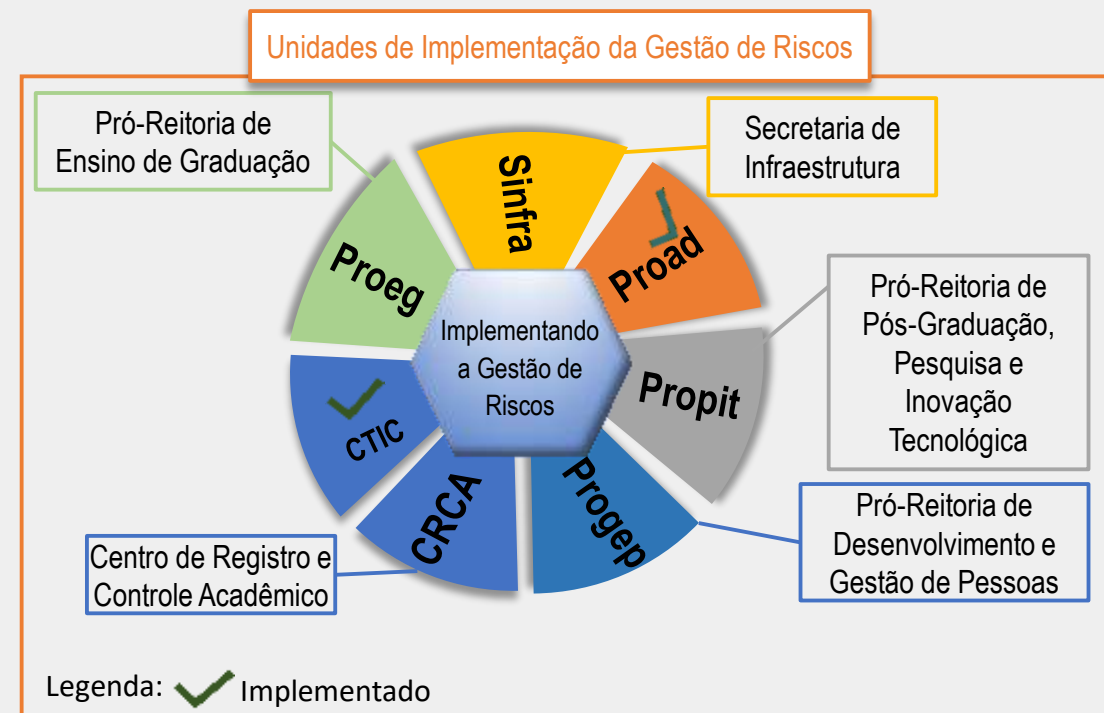 Unidades de Implementação da Gestão de Riscos
Pró-Reitoria de
Ensino de Graduação
Secretaria de
Infraestrutura
Sinfra
Proad
Proeg
Implementando
a Gestão de
Riscos
Propit
Pró-Reitoria de
Pós-Graduação,
Pesquisa e
Inovação
Tecnológica
CTIC
CRCA
Progep
Centro de Registro e
Controle Acadêmico
Pró-Reitoria de
Desenvolvimento e
Gestão de Pessoas
Legenda: Implementado